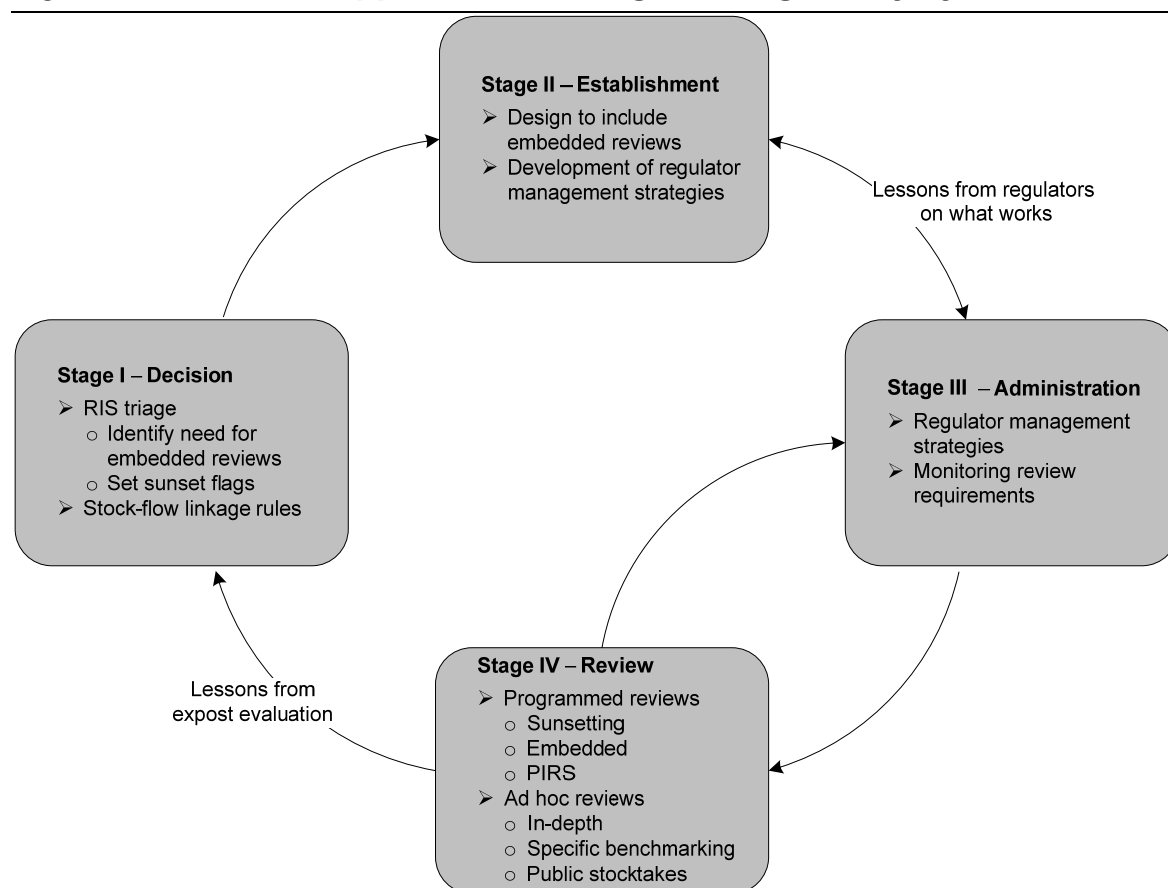 Stage II – Establishment
➢ Design to include
embedded reviews
➢ Development of regulator
management strategies
Lessons from regulators
on what works
Stage I – Decision
➢ RIS triage
o Identify need for
embedded reviews
o Set sunset flags
➢ Stock-flow linkage rules
Stage III – Administration
➢ Regulator management
strategies
➢ Monitoring review
requirements
Lessons from
expost evaluation
Stage IV – Review
➢ Programmed reviews
o Sunsetting
o Embedded
o PIRS
➢ Ad hoc reviews
o In-depth
o Specific benchmarking
o Public stocktakes